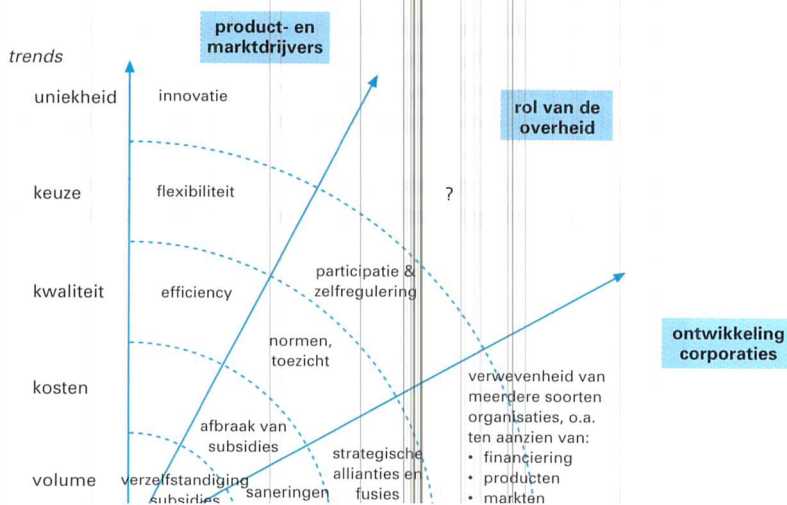 product- en
marktdrijvers
trends
uniekheid
innovatie
rol van de
overheid
keuze
flexibiliteit
?
participatie &
zelfregulering
kwaliteit
efficiency
normen,
toezicht
ontwikkeling
corporaties
kosten
afbraak van
subsidies
verwevenheid van
meerdere soorten
organisaties, o.a.
ten aanzien van:
• financiering
• producten
• markten
strategische
allianties en
fusies
volume
verzelfstandiging
subsidies
saneringen